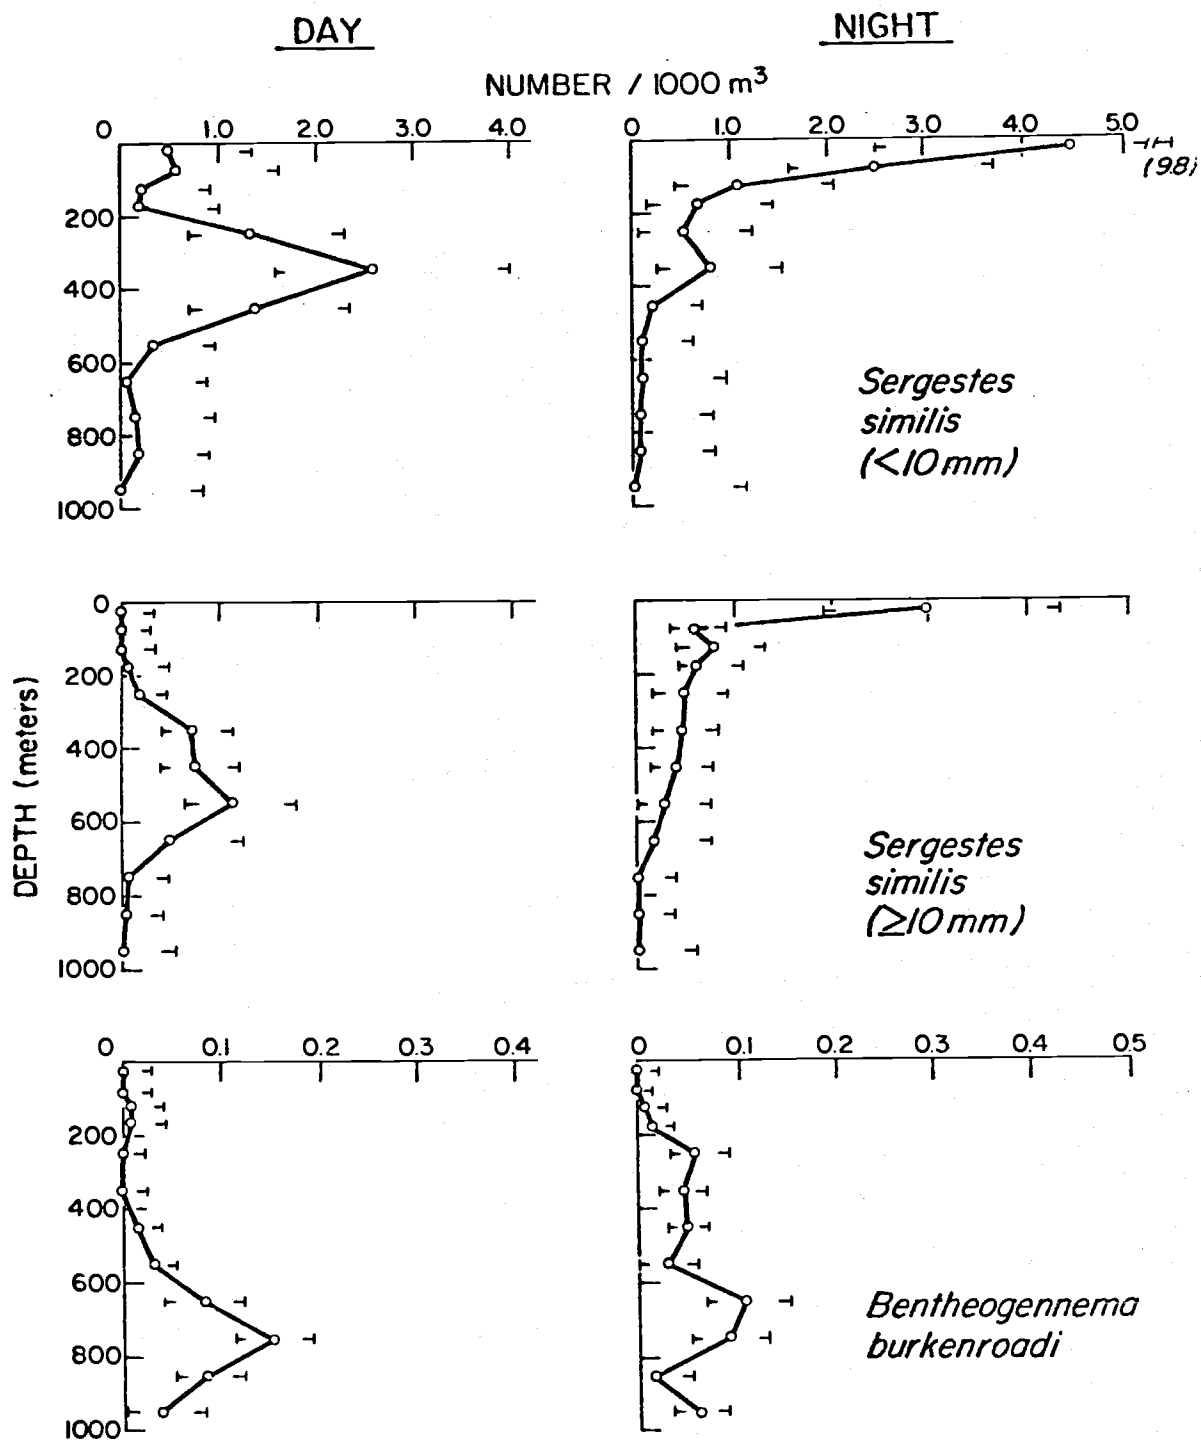 DAY NIGHT
NUMBER / 1000 m³
0 1.0 2.0 3.0 4.0 0 1.0 2.0 3.0 4.0 5.0
(9.8)
200
400
600
800
1000
Sergestes
similis
(<10 mm)
DEPTH (meters)
0
200
400
600
800
1000
Sergestes
similis
(≥10 mm)
0 0.1 0.2 0.3 0.4 0 0.1 0.2 0.3 0.4 0.5
200
400
600
800
1000
Bentheogennema
burkenroadi